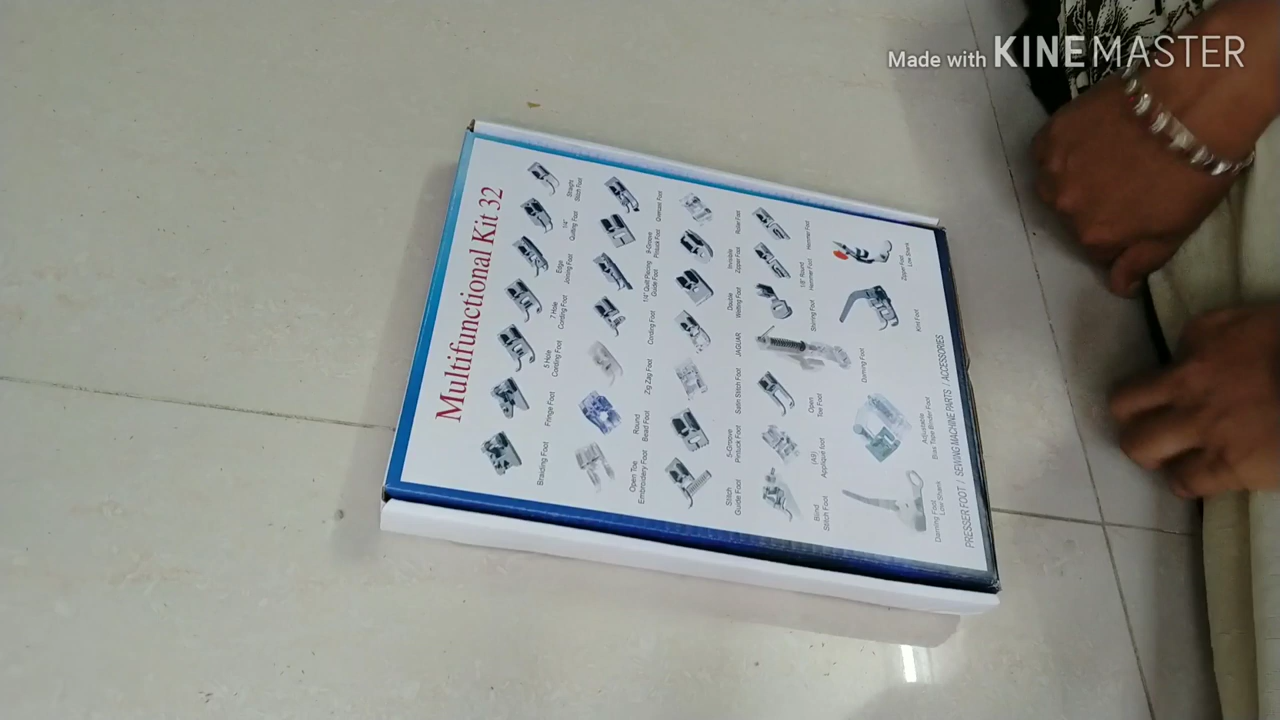 Made with KINEMASTER
Multifunctional Kit 32
Straight
Stitch Foot
1/4"
Quilting Foot
Edge
Joining Foot
7 Hole
Cording Foot
5 Hole
Cording Foot
Fringe Foot
Braiding Foot
Overcast Foot
9-Groove
Pintuck Foot
1/4" Quilt Piecing
Guide Foot
Cording Foot
Zig Zag Foot
Round
Bead Foot
Open Toe
Embroidery Foot
Roller Foot
Invisible
Zipper Foot
Double
Welting Foot
JAGUAR
Satin Stitch Foot
5-Groove
Pintuck Foot
Stitch
Guide Foot
Hemmer Foot
1/8" Round
Hemmer Foot
Shirring Foot
Open
Toe Foot
(AS)
Applique foot
Blind
Stitch Foot
Zipper Foot
Low Shank
Knit Foot
Darning Foot
Adjustable
Bias Tape Binder Foot
Darning Foot
Low Shank
PRESSER FOOT / SEWING MACHINE PARTS / ACCESSORIES